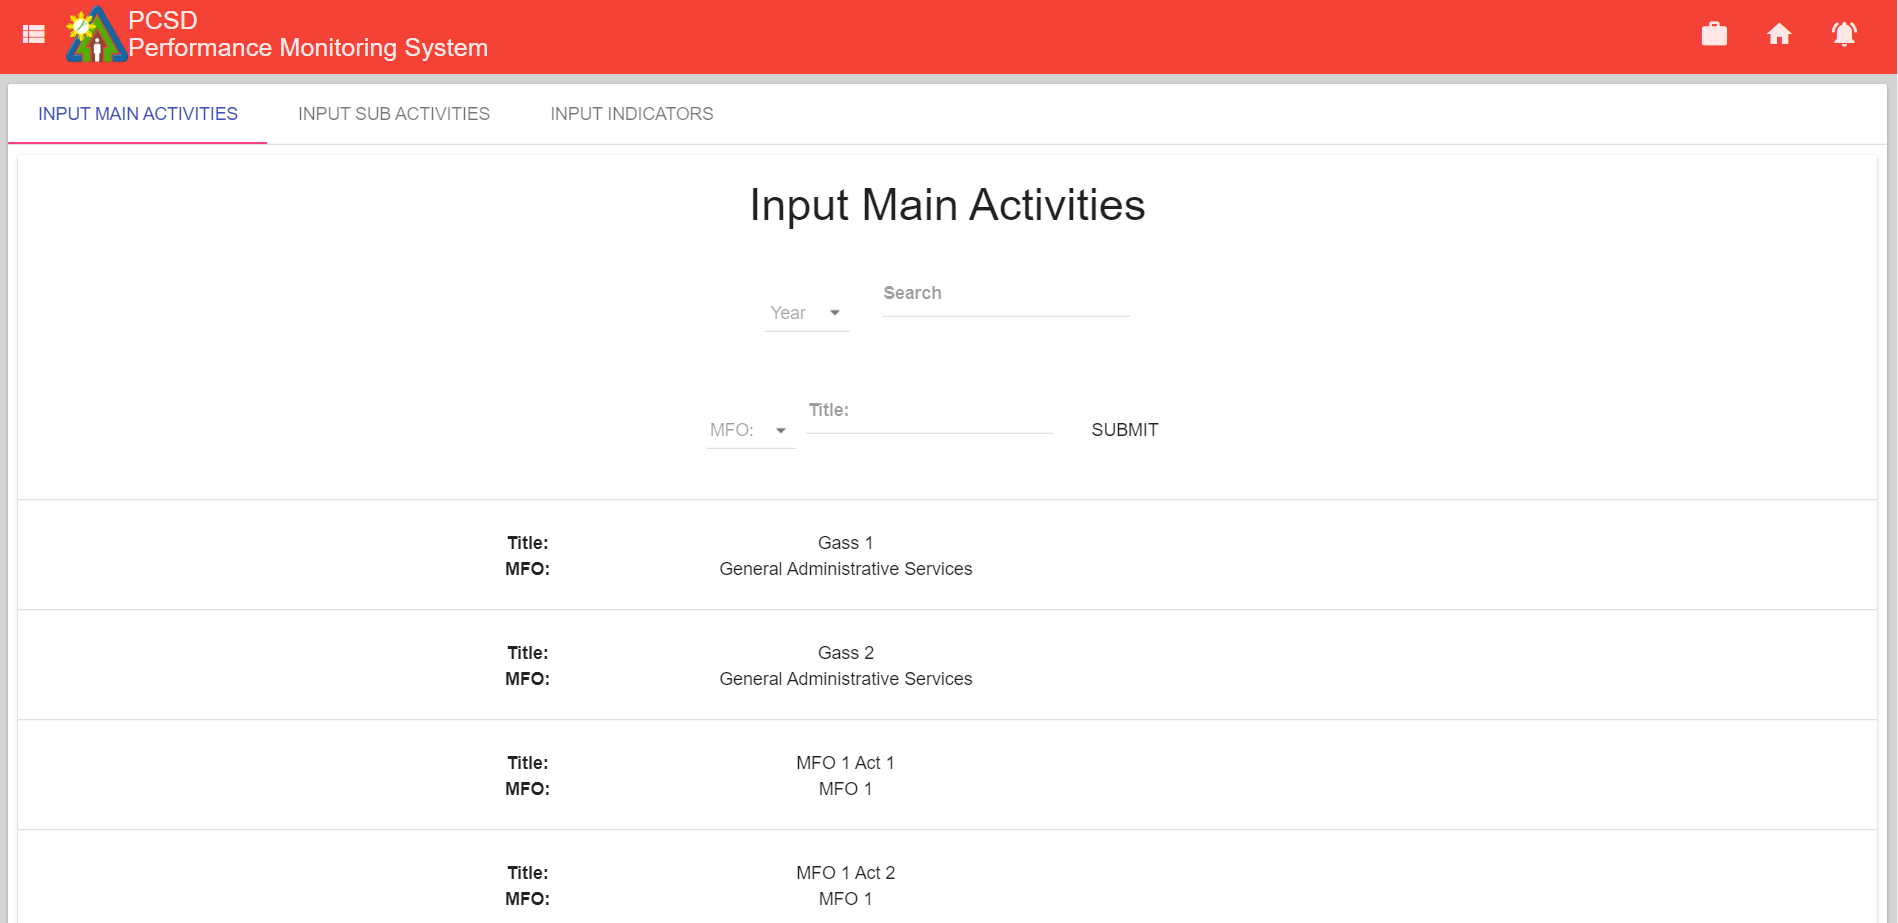 PCSD
Performance Monitoring System
INPUT MAIN ACTIVITIES
INPUT SUB ACTIVITIES
INPUT INDICATORS
Input Main Activities
Year
Search
MFO:
Title:
SUBMIT
Title: Gass 1
MFO: General Administrative Services
Title: Gass 2
MFO: General Administrative Services
Title: MFO 1 Act 1
MFO: MFO 1
Title: MFO 1 Act 2
MFO: MFO 1